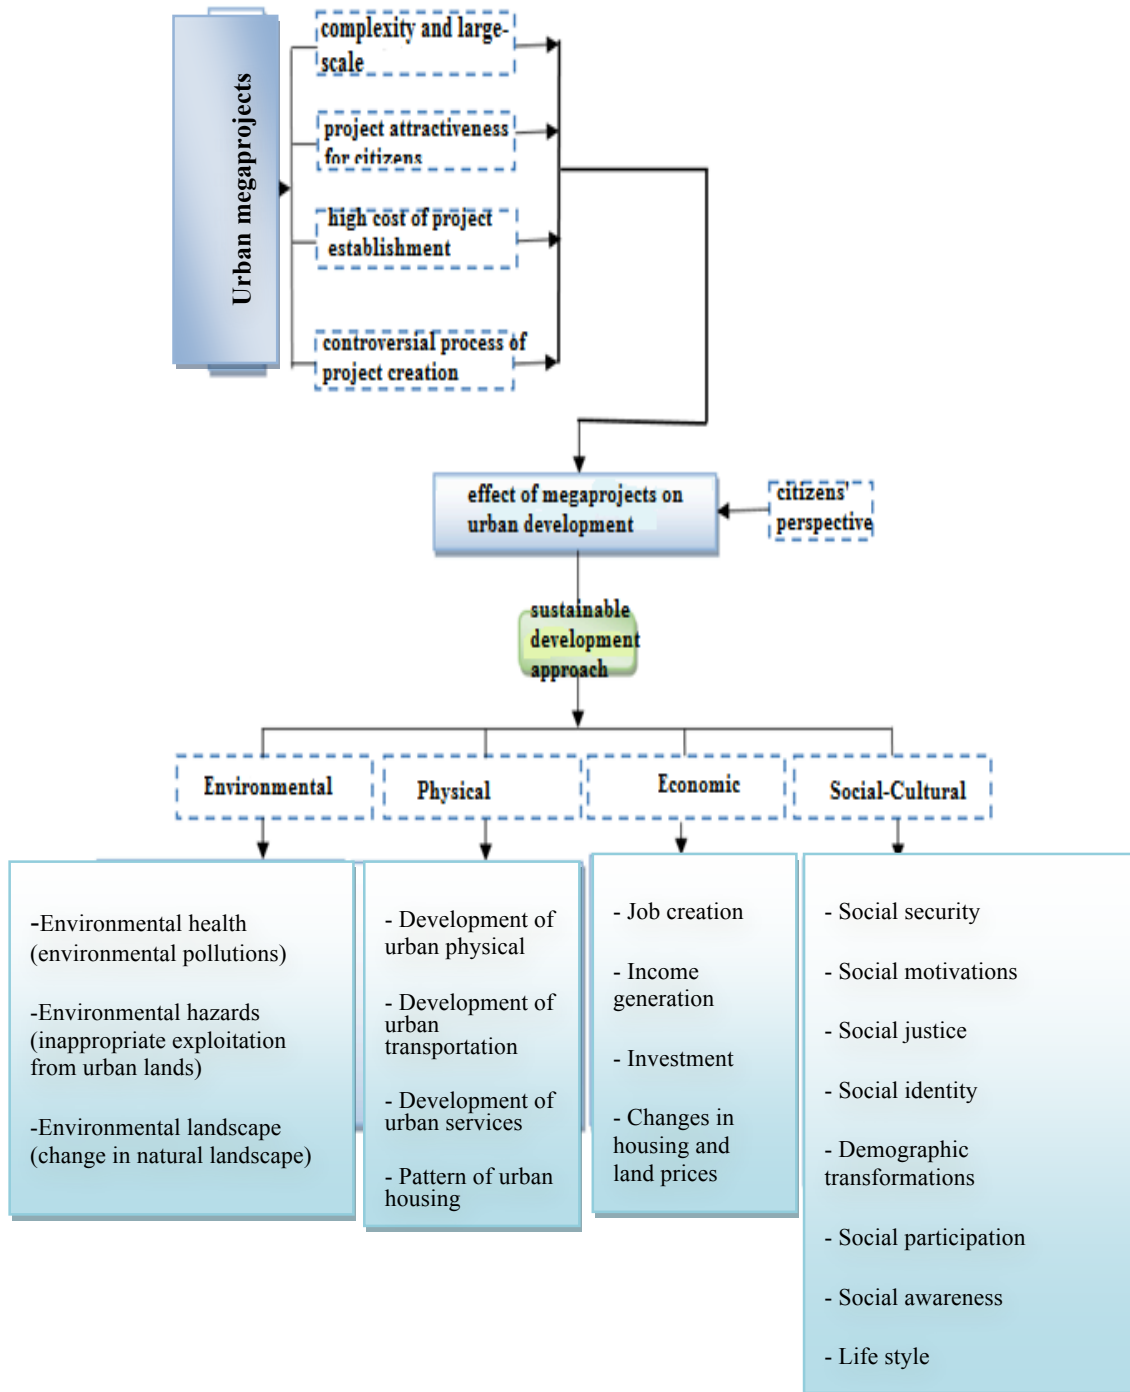 Urban megaprojects
complexity and large-
scale
project attractiveness
for citizens
high cost of project
establishment
controversial process of
project creation
effect of megaprojects on
urban development
citizens'
perspective
sustainable
development
approach
Environmental
Physical
Economic
Social-Cultural
-Environmental health
(environmental pollutions)
-Environmental hazards
(inappropriate exploitation
from urban lands)
-Environmental landscape
(change in natural landscape)
- Development of
urban physical
- Development of
urban
transportation
- Development of
urban services
- Pattern of urban
housing
- Job creation
- Income
generation
- Investment
- Changes in
housing and
land prices
- Social security
- Social motivations
- Social justice
- Social identity
- Demographic
transformations
- Social participation
- Social awareness
- Life style